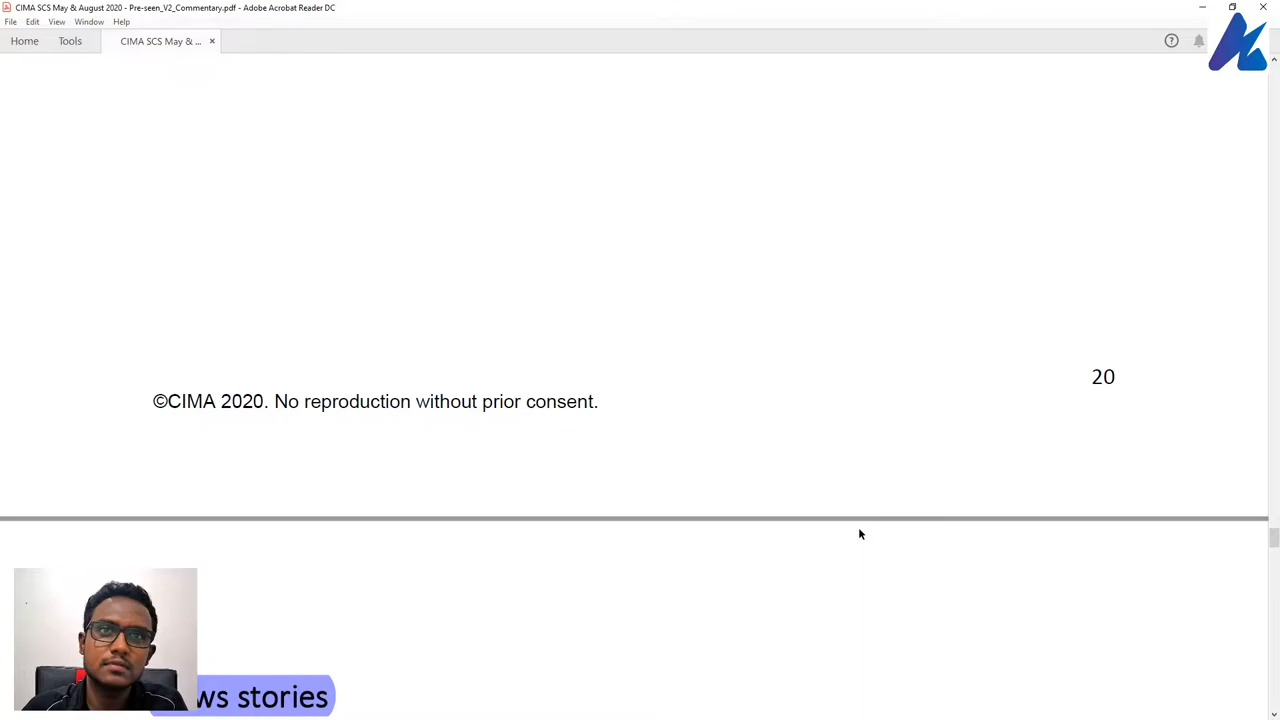 CIMA SCS May & August 2020 - Pre-seen_V2_Commentary.pdf - Adobe Acrobat Reader DC
File Edit View Window Help
Home Tools CIMA SCS May & ... ×
20
©CIMA 2020. No reproduction without prior consent.
ws stories